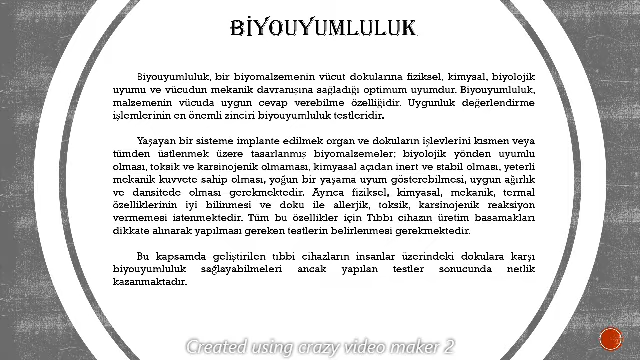 BİYOUYUMLULUK
Biyouyumluluk, bir biyomalzemenin vücut dokularına fiziksel, kimyasal, biyolojik
uyumu ve vücudun mekanik davranışına sağladığı optimum uyumdur. Biyouyumluluk,
malzemenin vücuda uygun cevap verebilme özelliğidir. Uygunluk değerlendirme
işlemlerinin en önemli zinciri biyouyumluluk testleridir.
Yaşayan bir sisteme implante edilmek organ ve dokuların işlevlerini kısmen veya
tümden üstlenmek üzere tasarlanmış biyomalzemeler; biyolojik yönden uyumlu
olması, toksik ve karsinojenik olmaması, kimyasal açıdan inert ve stabil olması, yeterli
mekanik kuvvete sahip olması, yoğun bir yaşama uyum gösterebilmesi, uygun ağırlık
ve dansitede olması gerekmektedir. Ayrıca fiziksel, kimyasal, mekanik, termal
özelliklerinin iyi bilinmesi ve doku ile allerjik, toksik, karsinojenik reaksiyon
vermemesi istenmektedir. Tüm bu özellikler için Tıbbi cihazın üretim basamakları
dikkate alınarak yapılması gereken testlerin belirlenmesi gerekmektedir.
Bu kapsamda geliştirilen tıbbi cihazların insanlar üzerindeki dokulara karşı
biyouyumluluk sağlayabilmeleri ancak yapılan testler sonucunda netlik
kazanmaktadır.
Created using crazy video maker 2